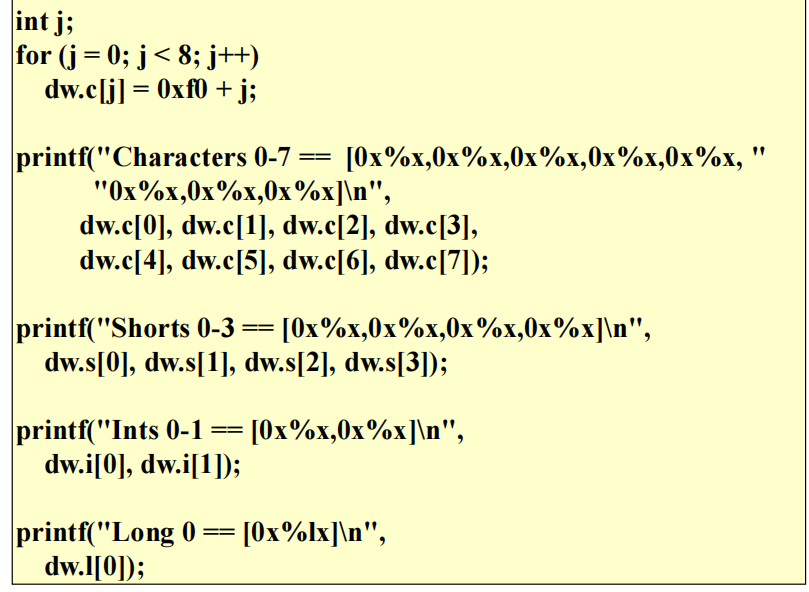 int j;
for (j = 0; j < 8; j++)
dw.c[j] = 0xf0 + j;
printf("Characters 0-7 == [0x%x,0x%x,0x%x,0x%x,0x%x, "
"0x%x,0x%x,0x%x]\n",
dw.c[0], dw.c[1], dw.c[2], dw.c[3],
dw.c[4], dw.c[5], dw.c[6], dw.c[7]);
printf("Shorts 0-3 == [0x%x,0x%x,0x%x,0x%x]\n",
dw.s[0], dw.s[1], dw.s[2], dw.s[3]);
printf("Ints 0-1 == [0x%x,0x%x]\n",
dw.i[0], dw.i[1]);
printf("Long 0 == [0x%lx]\n",
dw.l[0]);